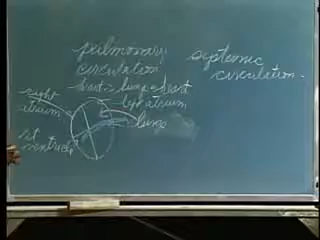 pulmonary
circulation
heart → lungs → heart
left atrium
lungs
right
atrium
rt
ventricle
systemic
circulation